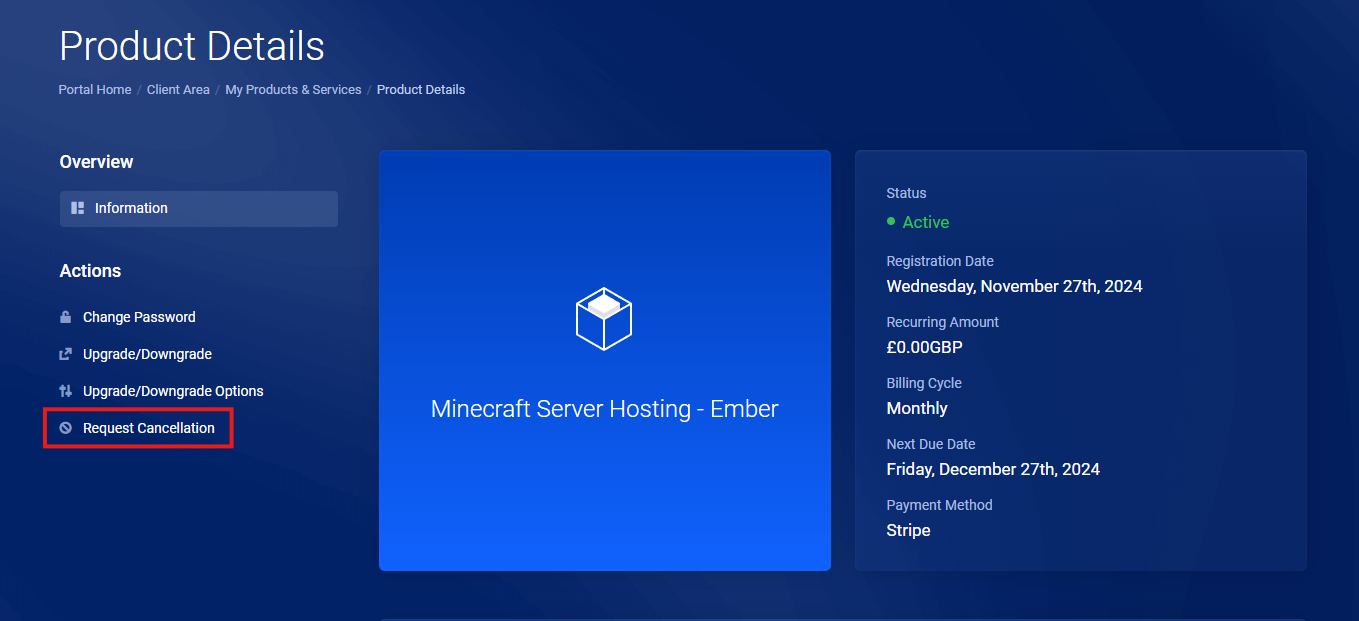 Product Details
Portal Home / Client Area / My Products & Services / Product Details
Overview
Information
Actions
Change Password
Upgrade/Downgrade
Upgrade/Downgrade Options
Request Cancellation
Minecraft Server Hosting - Ember
Status
Active
Registration Date
Wednesday, November 27th, 2024
Recurring Amount
£0.00GBP
Billing Cycle
Monthly
Next Due Date
Friday, December 27th, 2024
Payment Method
Stripe